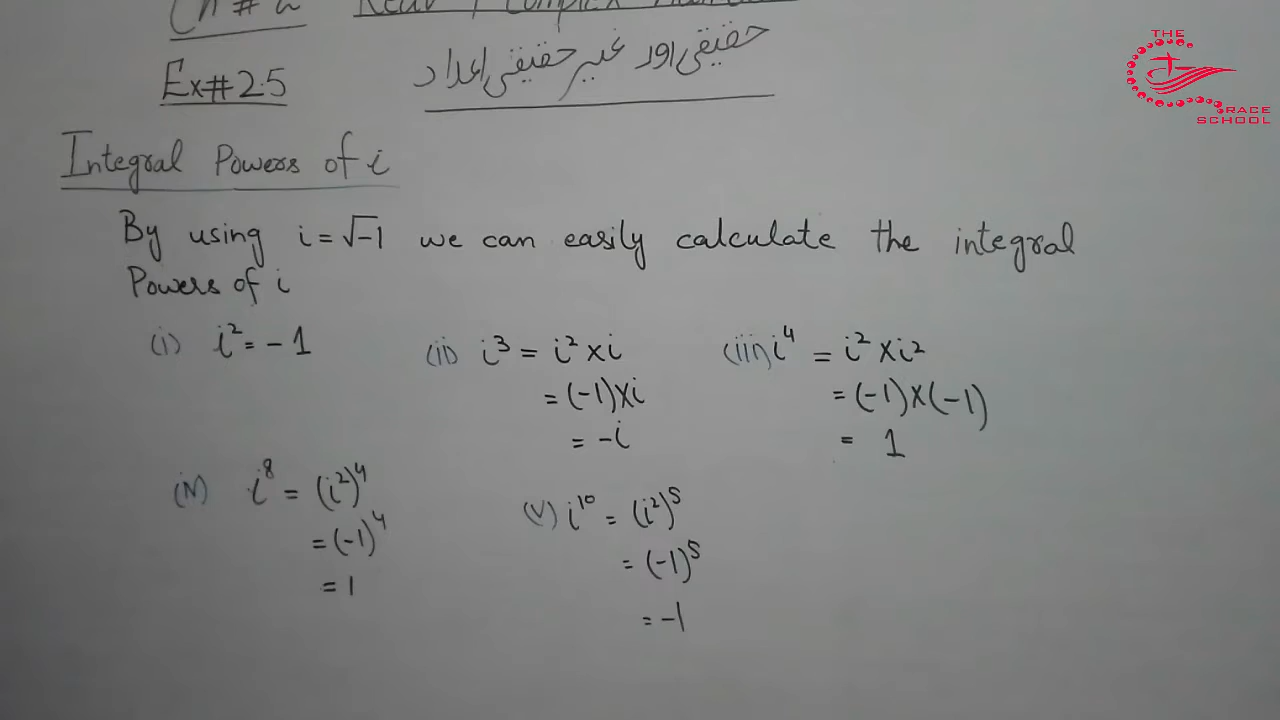 Ex#2.5
حقیقی اور غیر حقیقی اعداد
Integral Powers of i
By using i = √-1 we can easily calculate the integral
Powers of i
(i) i² = -1
(ii) i³ = i² × i
= (-1)×i
= -i
(iii) i⁴ = i² × i²
= (-1)×(-1)
= 1
(iv) i⁸ = (i²)⁴
= (-1)⁴
= 1
(v) i¹⁰ = (i²)⁵
= (-1)⁵
= -1
THE
RACE
SCHOOL